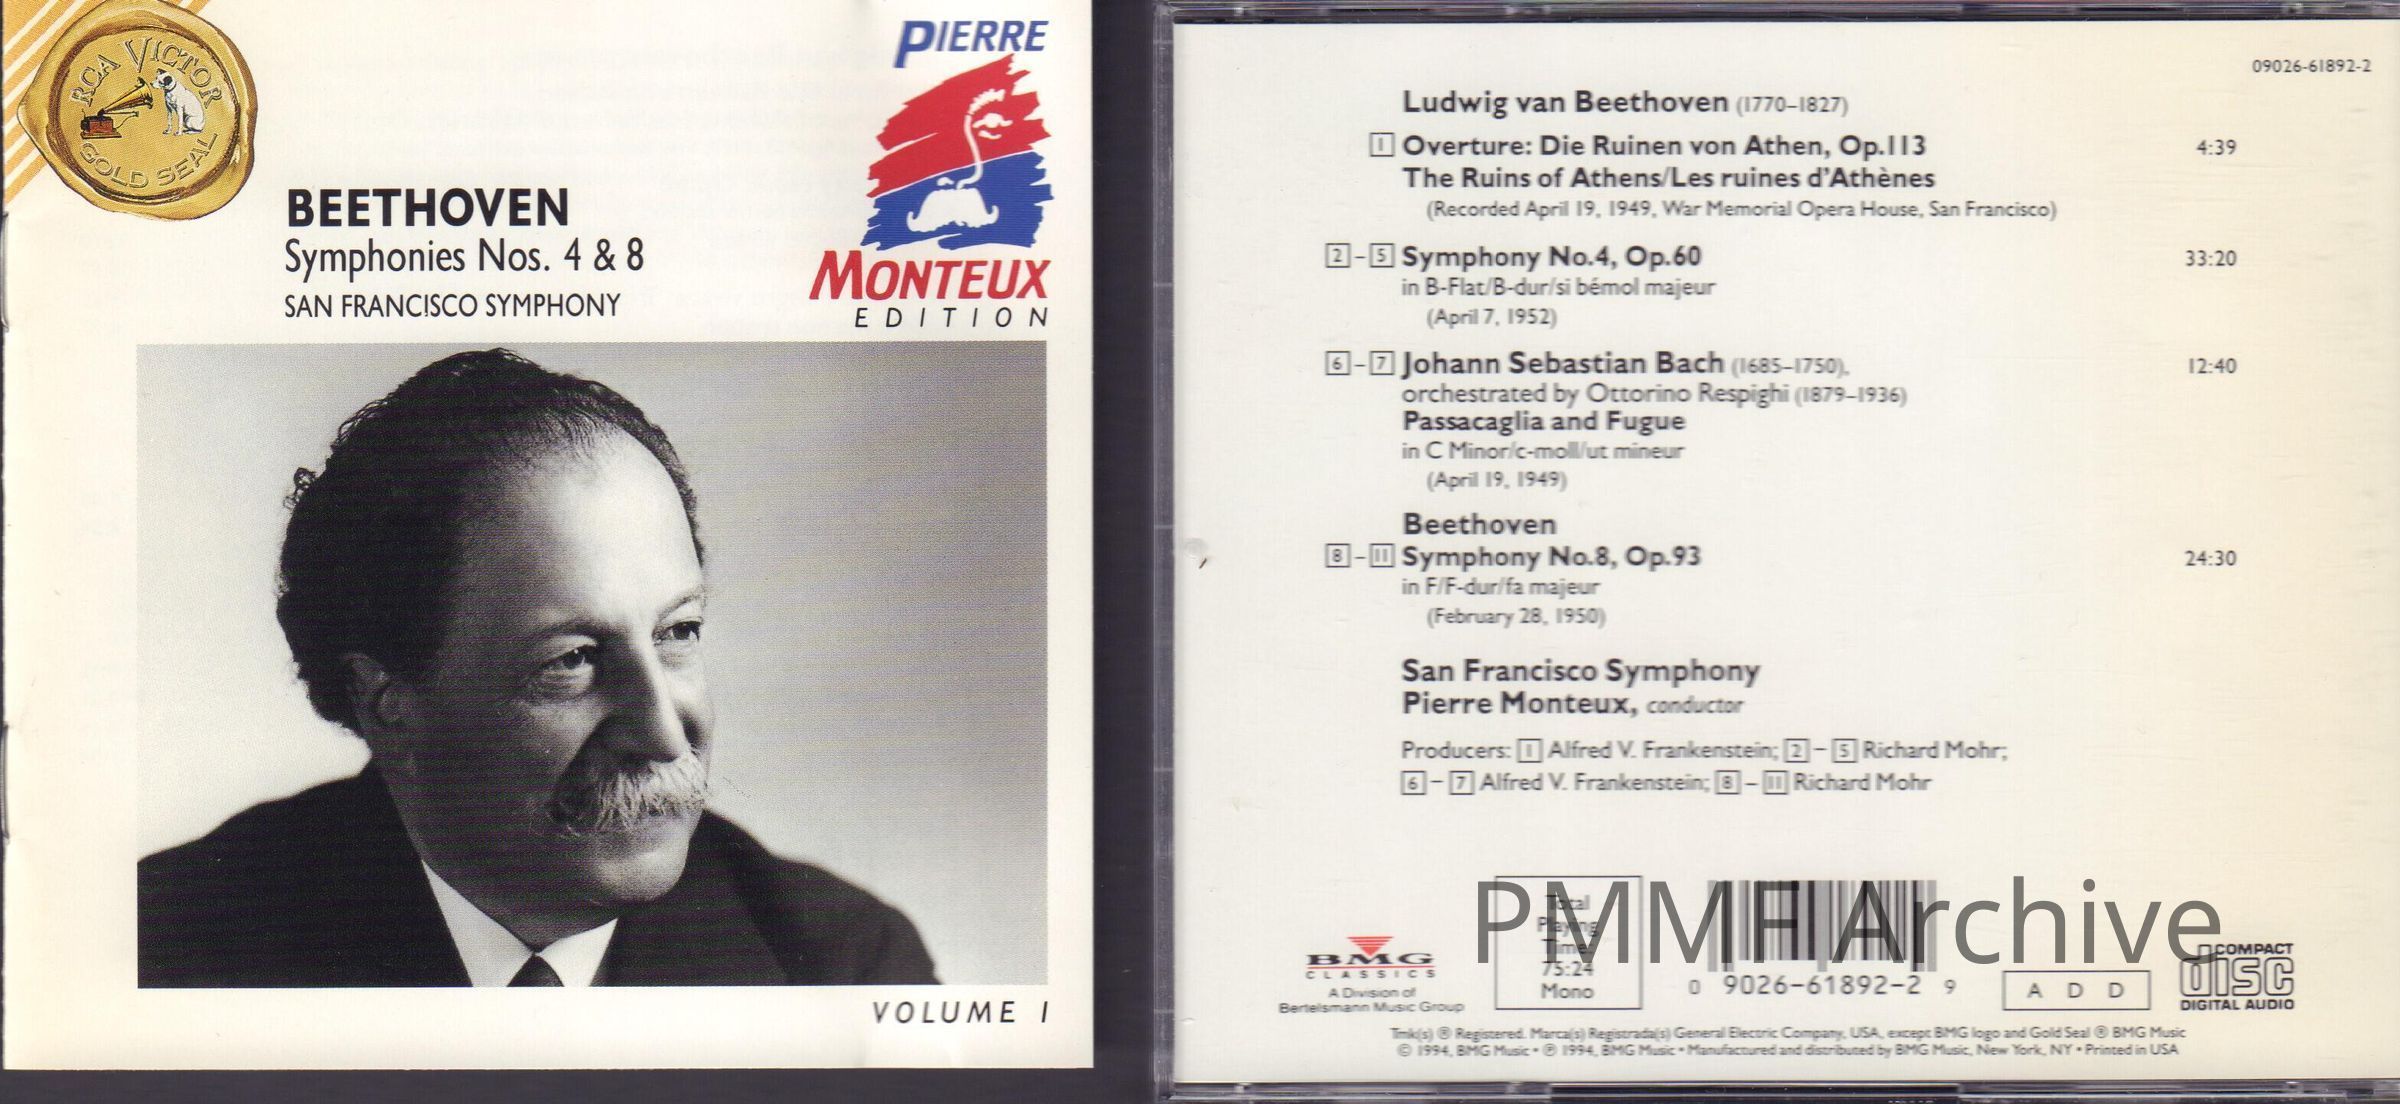 RCA VICTOR
GOLD SEAL
BEETHOVEN
Symphonies Nos. 4 & 8
SAN FRANCISCO SYMPHONY
PIERRE
MONTEUX
EDITION
VOLUME 1
09026-61892-2
Ludwig van Beethoven (1770–1827)
1 Overture: Die Ruinen von Athen, Op.113 4:39
The Ruins of Athens/Les ruines d'Athènes
(Recorded April 19, 1949, War Memorial Opera House, San Francisco)
2 – 5 Symphony No.4, Op.60 33:20
in B-Flat/B-dur/si bémol majeur
(April 7, 1952)
6 – 7 Johann Sebastian Bach (1685–1750), 12:40
orchestrated by Ottorino Respighi (1879–1936)
Passacaglia and Fugue
in C Minor/c-moll/ut mineur
(April 19, 1949)
Beethoven
8 – 11 Symphony No.8, Op.93 24:30
in F/F-dur/fa majeur
(February 28, 1950)
San Francisco Symphony
Pierre Monteux, conductor
Producers: 1 Alfred V. Frankenstein; 2 – 5 Richard Mohr;
6 – 7 Alfred V. Frankenstein; 8 – 11 Richard Mohr
PMMF Archive
BMG
CLASSICS
A Division of
Bertelsmann Music Group
Total
Playing
Time
75:24
Mono
0 9026-61892-2 9
A D D
COMPACT
disc
DIGITAL AUDIO
Tmk(s) ® Registered. Marca(s) Registrada(s) General Electric Company, USA, except BMG logo and Gold Seal ® BMG Music
© 1994, BMG Music • ℗ 1994, BMG Music • Manufactured and distributed by BMG Music, New York, NY • Printed in USA